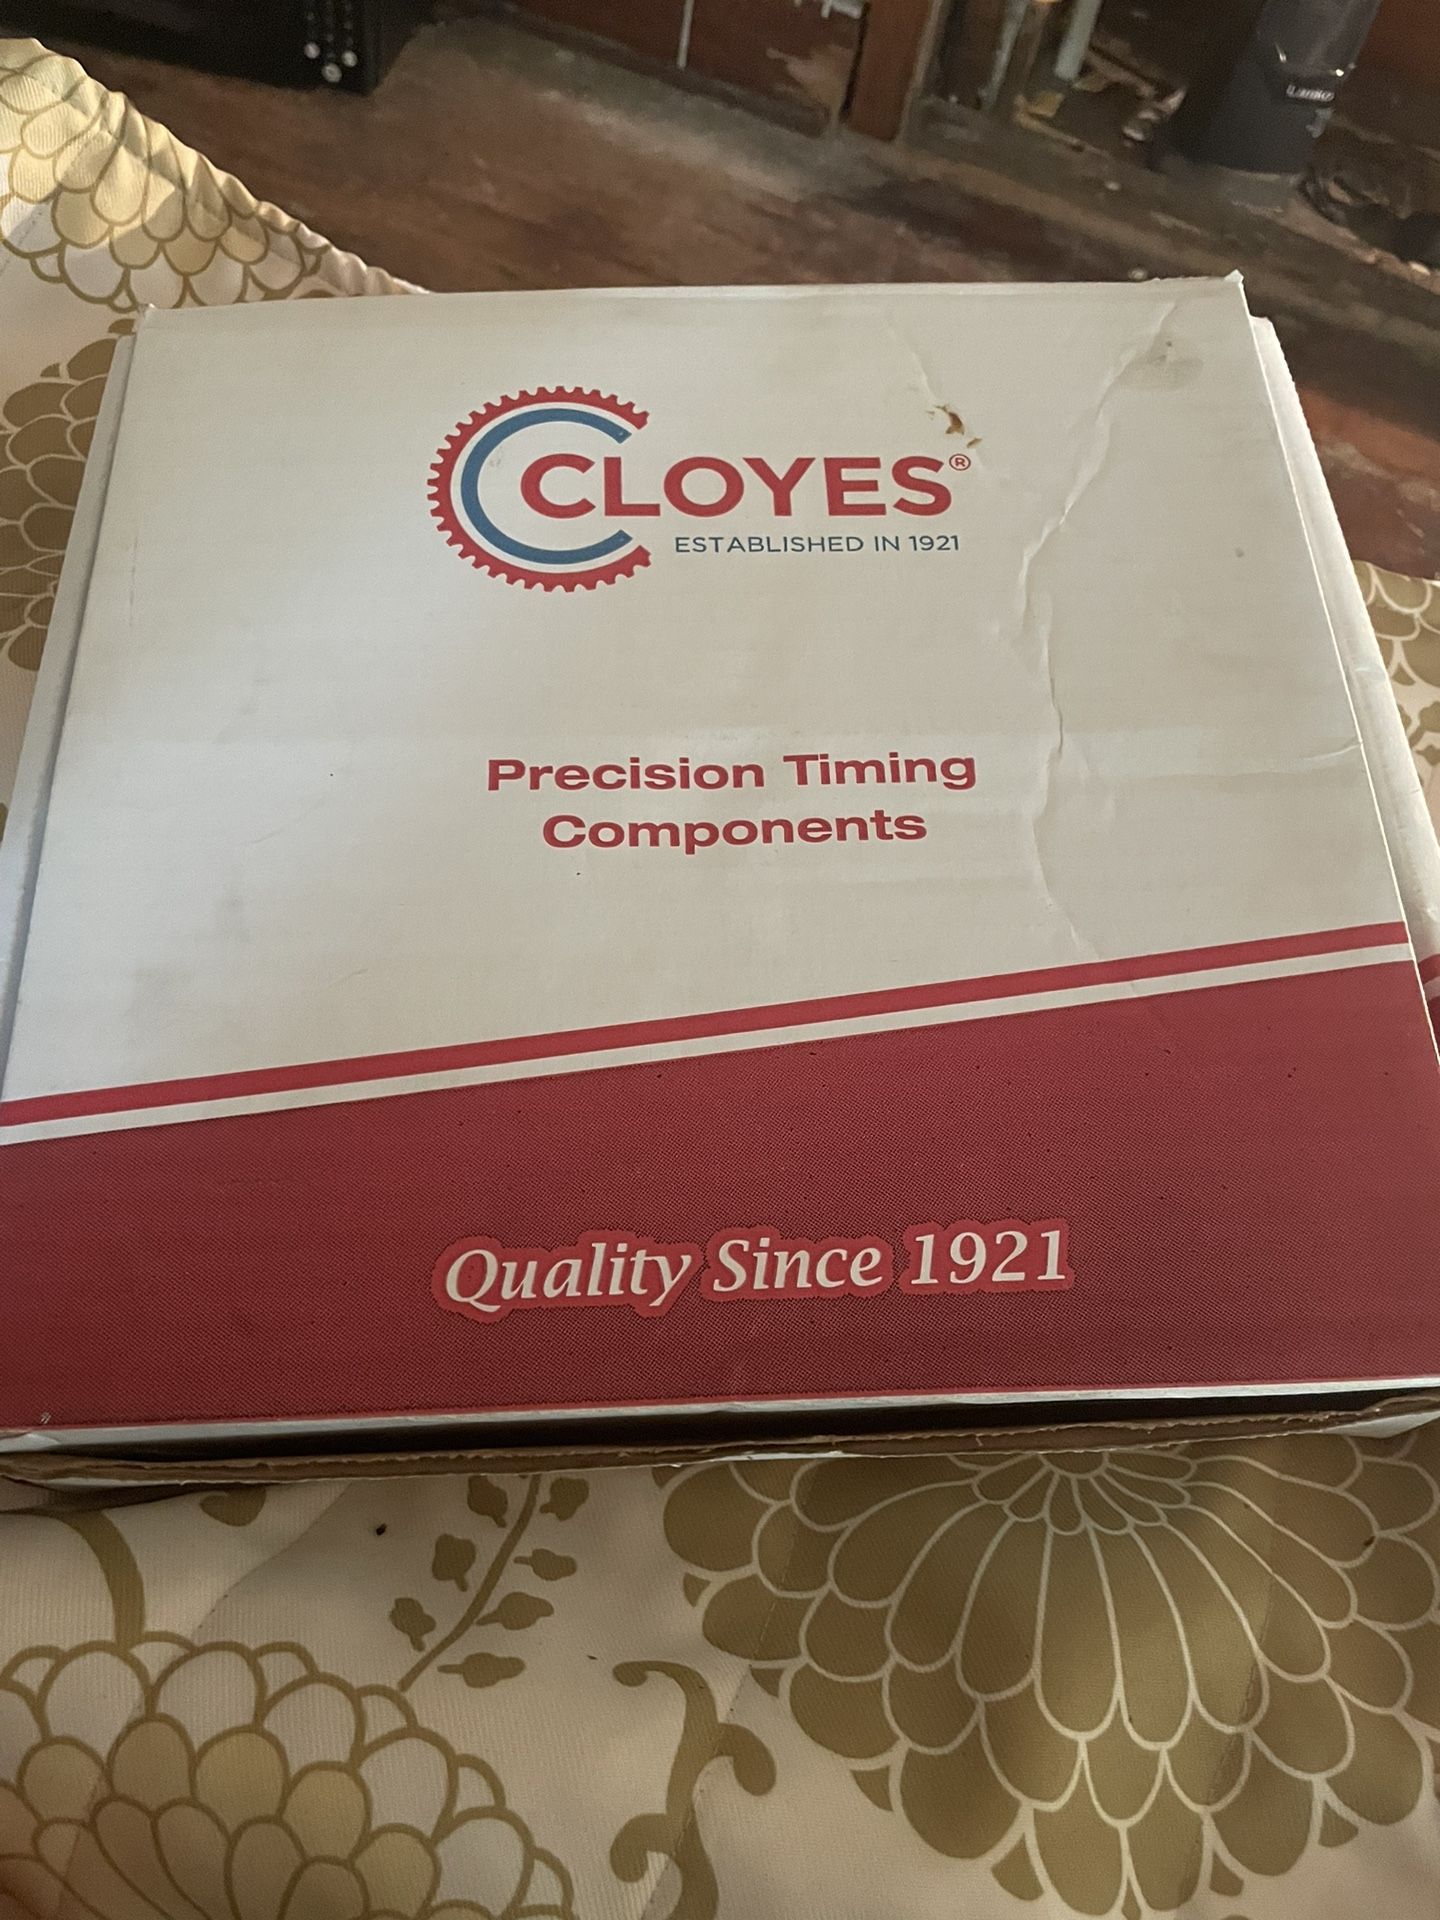 CLOYES®
ESTABLISHED IN 1921
Precision Timing
Components
Quality Since 1921